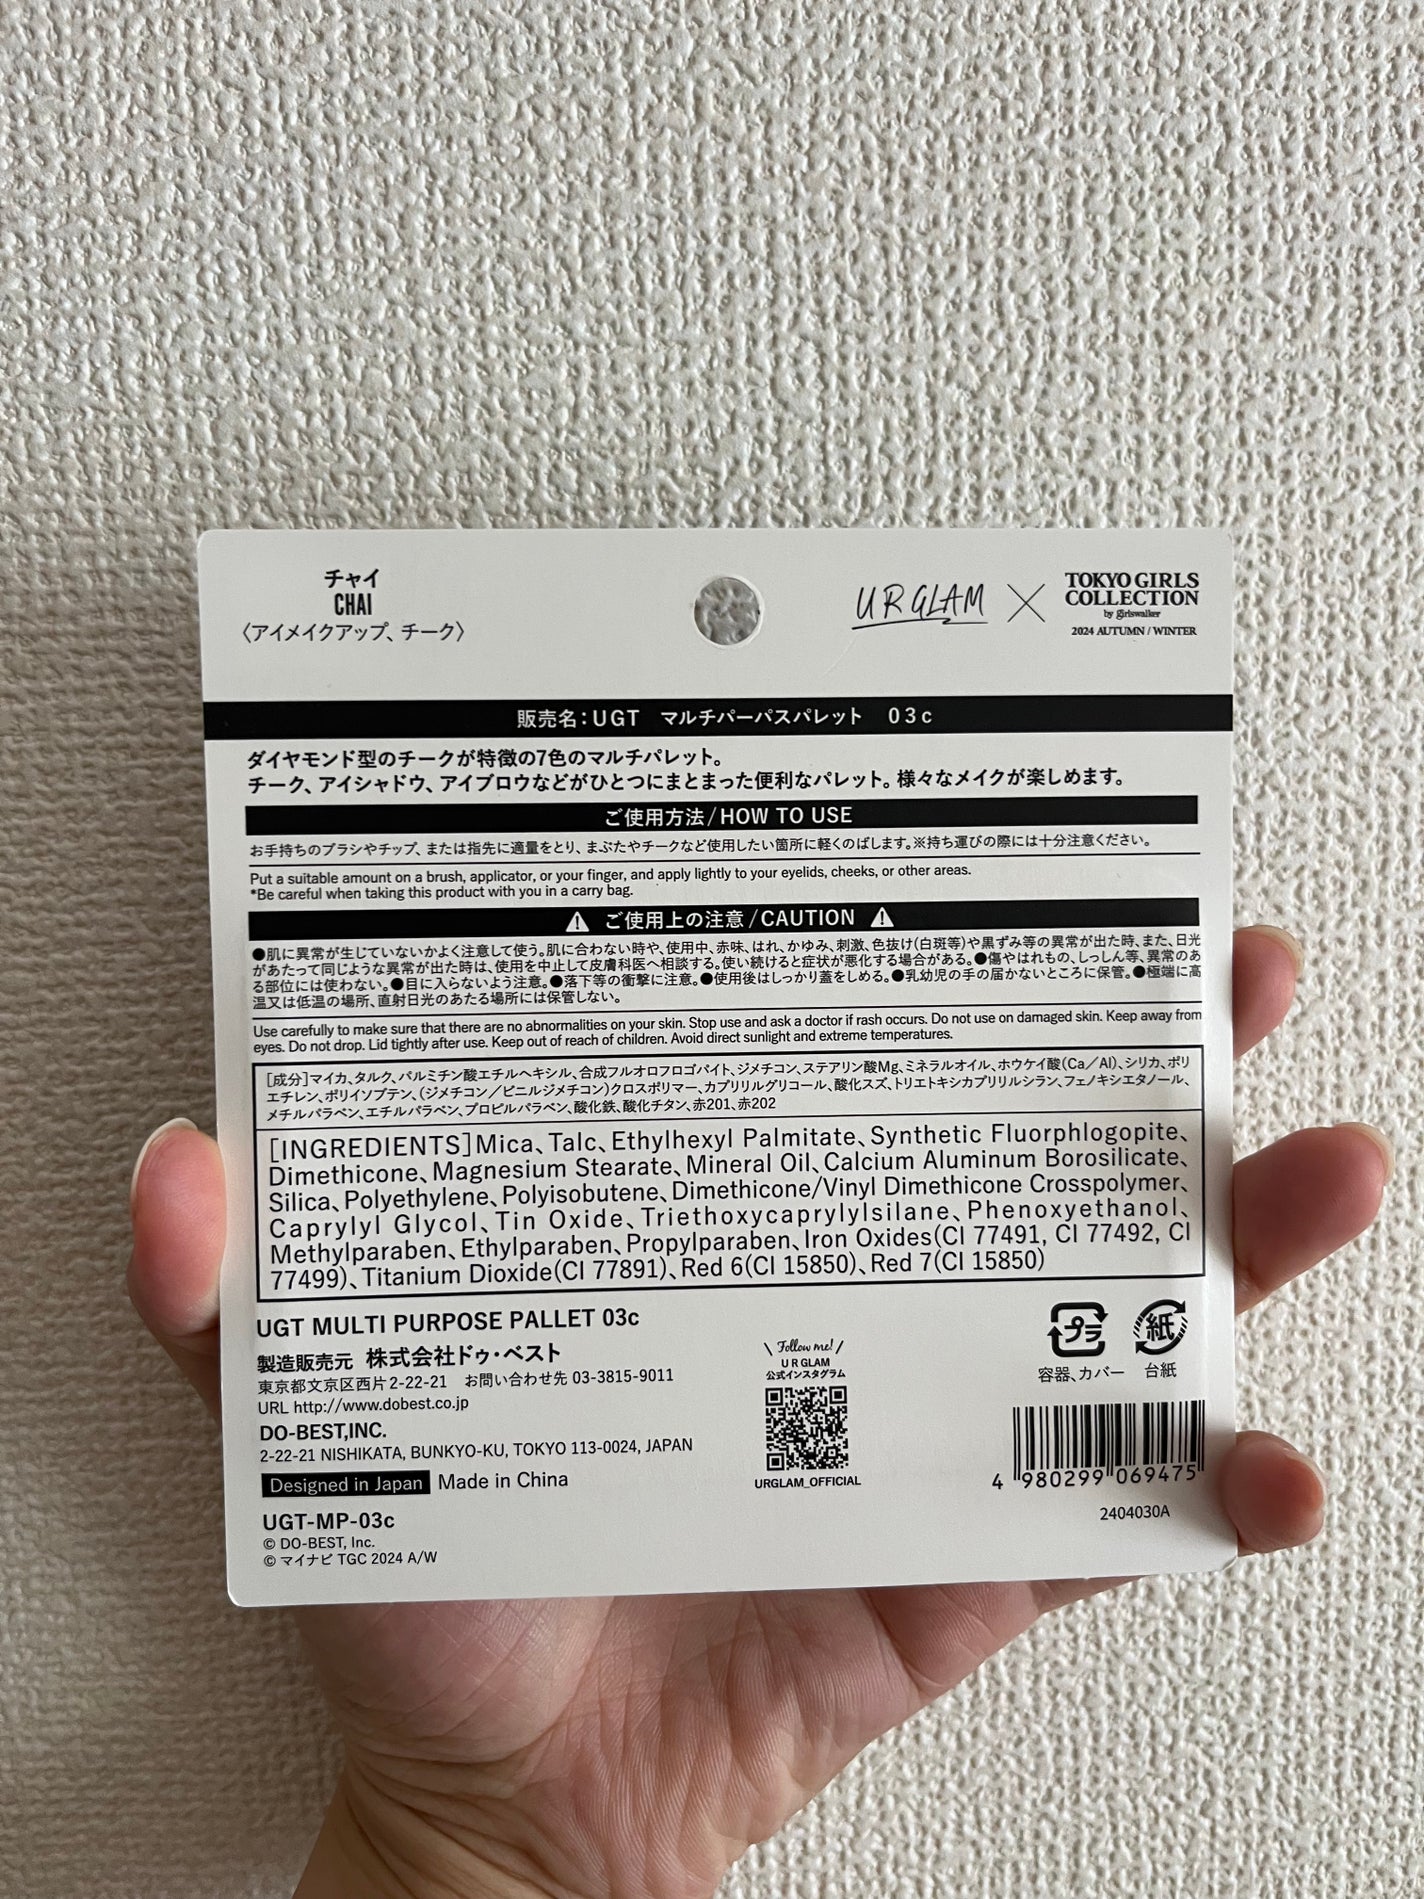 チャイ
CHAI
〈アイメイクアップ、チーク〉
UR GLAM × TOKYO GIRLS COLLECTION
by girlswalker
2024 AUTUMN / WINTER
販売名：UGT マルチパーパスパレット 03c
ダイヤモンド型のチークが特徴の7色のマルチパレット。
チーク、アイシャドウ、アイブロウなどがひとつにまとまった便利なパレット。様々なメイクが楽しめます。
ご使用方法/HOW TO USE
お手持ちのブラシやチップ、または指先に適量をとり、まぶたやチークなど使用したい箇所に軽くのばします。※持ち運びの際には十分注意ください。
Put a suitable amount on a brush, applicator, or your finger, and apply lightly to your eyelids, cheeks, or other areas.
*Be careful when taking this product with you in a carry bag.
⚠ ご使用上の注意/CAUTION ⚠
●肌に異常が生じていないかよく注意して使う。肌に合わない時や、使用中、赤味、はれ、かゆみ、刺激、色抜け(白斑等)や黒ずみ等の異常が出た時、また、日光
があたって同じような異常が出た時は、使用を中止して皮膚科医へ相談する。使い続けると症状が悪化する場合がある。●傷やはれもの、しっしん等、異常のあ
る部位には使わない。●目に入らないよう注意。●落下等の衝撃に注意。●使用後はしっかり蓋をしめる。●乳幼児の手の届かないところに保管。●極端に高
温又は低温の場所、直射日光のあたる場所には保管しない。
Use carefully to make sure that there are no abnormalities on your skin. Stop use and ask a doctor if rash occurs. Do not use on damaged skin. Keep away from
eyes. Do not drop. Lid tightly after use. Keep out of reach of children. Avoid direct sunlight and extreme temperatures.
[成分]マイカ、タルク、パルミチン酸エチルヘキシル、合成フルオロフロゴパイト、ジメチコン、ステアリン酸Mg、ミネラルオイル、ホウケイ酸(Ca／Al)、シリカ、ポリ
エチレン、ポリイソブテン、(ジメチコン／ビニルジメチコン)クロスポリマー、カプリリルグリコール、酸化スズ、トリエトキシカプリリルシラン、フェノキシエタノール、
メチルパラベン、エチルパラベン、プロピルパラベン、酸化鉄、酸化チタン、赤201、赤202
[INGREDIENTS]Mica、Talc、Ethylhexyl Palmitate、Synthetic Fluorphlogopite、
Dimethicone、Magnesium Stearate、Mineral Oil、Calcium Aluminum Borosilicate、
Silica、Polyethylene、Polyisobutene、Dimethicone/Vinyl Dimethicone Crosspolymer、
Caprylyl Glycol、Tin Oxide、Triethoxycaprylylsilane、Phenoxyethanol、
Methylparaben、Ethylparaben、Propylparaben、Iron Oxides(CI 77491, CI 77492, CI
77499)、Titanium Dioxide(CI 77891)、Red 6(CI 15850)、Red 7(CI 15850)
UGT MULTI PURPOSE PALLET 03c
製造販売元 株式会社ドゥ・ベスト
東京都文京区西片2-22-21 お問い合わせ先 03-3815-9011
URL http://www.dobest.co.jp
DO-BEST,INC.
2-22-21 NISHIKATA, BUNKYO-KU, TOKYO 113-0024, JAPAN
Designed in Japan Made in China
UGT-MP-03c
© DO-BEST, Inc.
© マイナビ TGC 2024 A/W
\ Follow me! /
U R GLAM
公式インスタグラム
URGLAM_OFFICIAL
プラ
容器、カバー
紙
台紙
4 980299 069475
2404030A